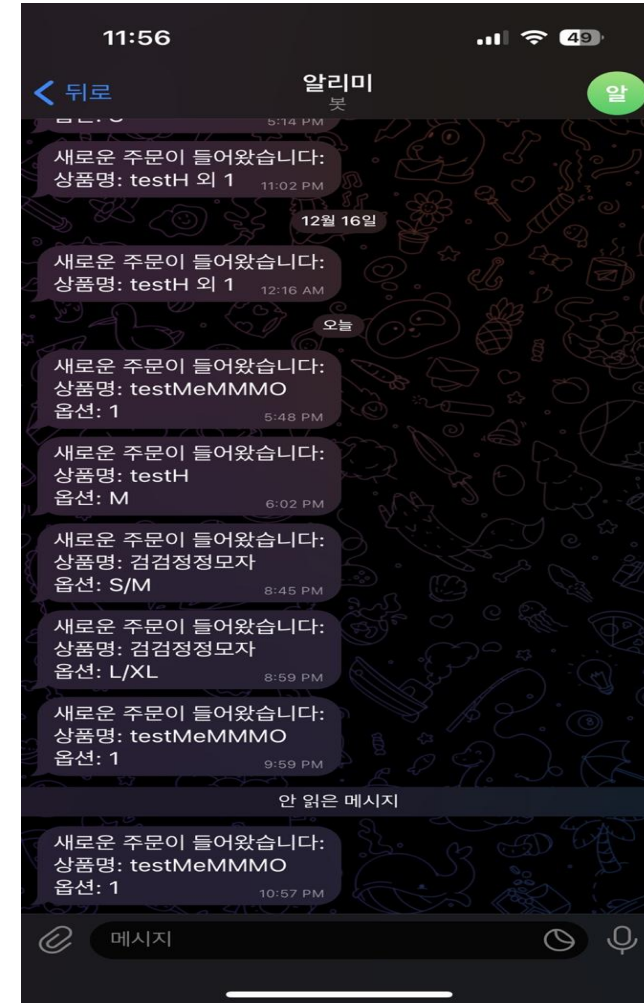 11:56
49
뒤로
알리미
알
봇
5:14 PM
새로운 주문이 들어왔습니다:
상품명: testH 외 1 11:02 PM
12월 16일
새로운 주문이 들어왔습니다:
상품명: testH 외 1 12:16 AM
오늘
새로운 주문이 들어왔습니다:
상품명: testMeMMMO
옵션: 1 5:48 PM
새로운 주문이 들어왔습니다:
상품명: testH
옵션: M 6:02 PM
새로운 주문이 들어왔습니다:
상품명: 검검정정모자
옵션: S/M 8:45 PM
새로운 주문이 들어왔습니다:
상품명: 검검정정모자
옵션: L/XL 8:59 PM
새로운 주문이 들어왔습니다:
상품명: testMeMMMO
옵션: 1 9:59 PM
안 읽은 메시지
새로운 주문이 들어왔습니다:
상품명: testMeMMMO
옵션: 1 10:57 PM
메시지